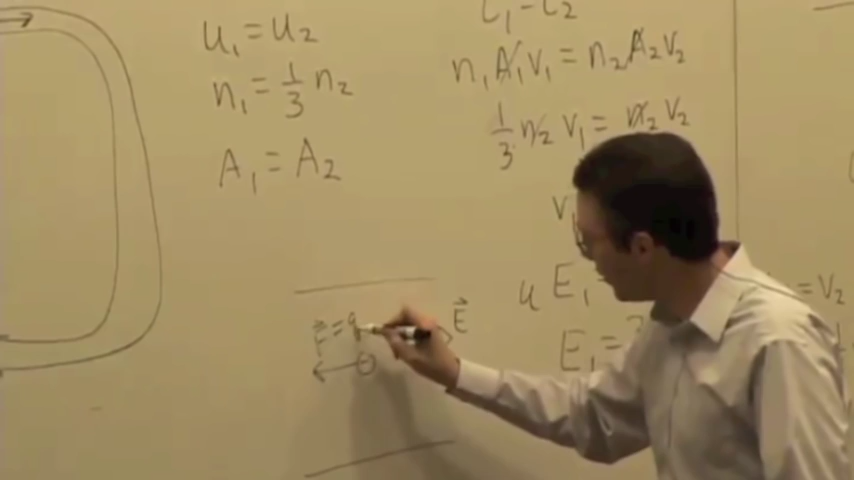 u₁ = u₂
n₁ = 1/3 n₂
A₁ = A₂
n₁A₁v₁ = n₂A₂v₂
1/3 n₂ v₁ = n₂ v₂
u E₁ =
= v₂
E₁ =
E⃗
F⃗ = q
⊖